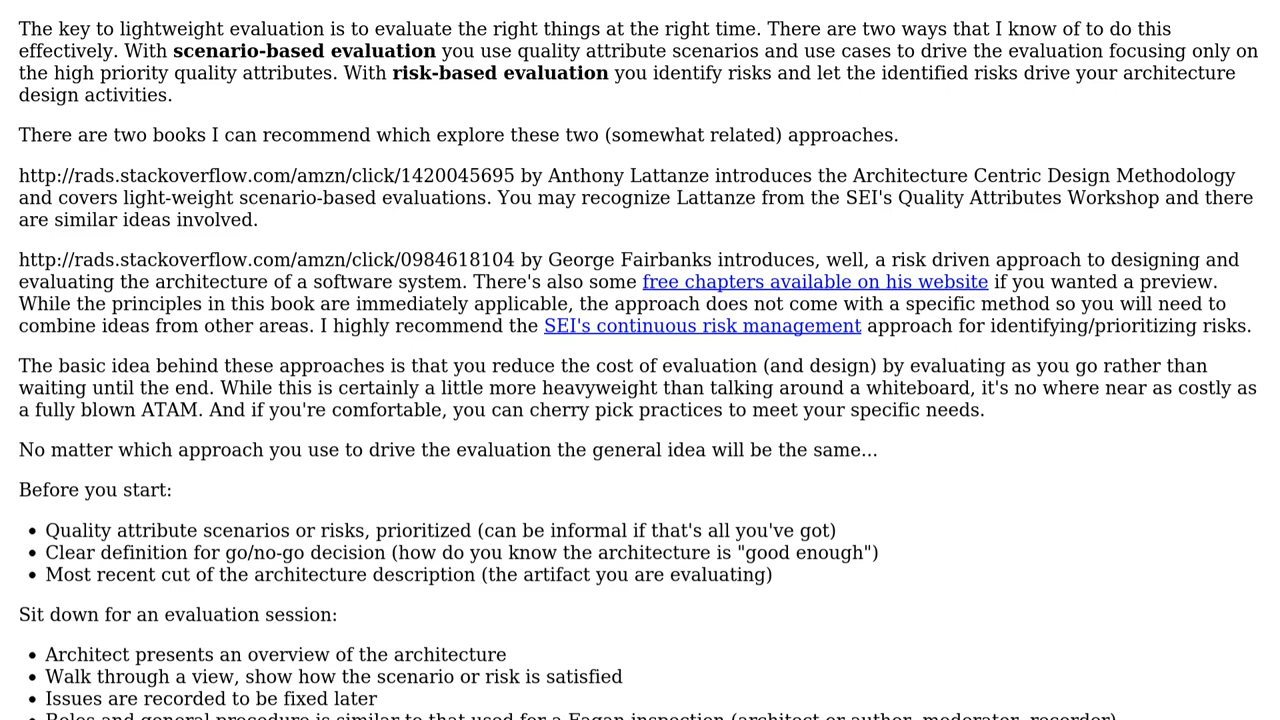 The key to lightweight evaluation is to evaluate the right things at the right time. There are two ways that I know of to do this
effectively. With scenario-based evaluation you use quality attribute scenarios and use cases to drive the evaluation focusing only on
the high priority quality attributes. With risk-based evaluation you identify risks and let the identified risks drive your architecture
design activities.
There are two books I can recommend which explore these two (somewhat related) approaches.
http://rads.stackoverflow.com/amzn/click/1420045695 by Anthony Lattanze introduces the Architecture Centric Design Methodology
and covers light-weight scenario-based evaluations. You may recognize Lattanze from the SEI's Quality Attributes Workshop and there
are similar ideas involved.
http://rads.stackoverflow.com/amzn/click/0984618104 by George Fairbanks introduces, well, a risk driven approach to designing and
evaluating the architecture of a software system. There's also some free chapters available on his website if you wanted a preview.
While the principles in this book are immediately applicable, the approach does not come with a specific method so you will need to
combine ideas from other areas. I highly recommend the SEI's continuous risk management approach for identifying/prioritizing risks.
The basic idea behind these approaches is that you reduce the cost of evaluation (and design) by evaluating as you go rather than
waiting until the end. While this is certainly a little more heavyweight than talking around a whiteboard, it's no where near as costly as
a fully blown ATAM. And if you're comfortable, you can cherry pick practices to meet your specific needs.
No matter which approach you use to drive the evaluation the general idea will be the same...
Before you start:
• Quality attribute scenarios or risks, prioritized (can be informal if that's all you've got)
• Clear definition for go/no-go decision (how do you know the architecture is "good enough")
• Most recent cut of the architecture description (the artifact you are evaluating)
Sit down for an evaluation session:
• Architect presents an overview of the architecture
• Walk through a view, show how the scenario or risk is satisfied
• Issues are recorded to be fixed later
• Roles and general procedure is similar to that used for a Fagan inspection (architect or author, moderator, recorder)